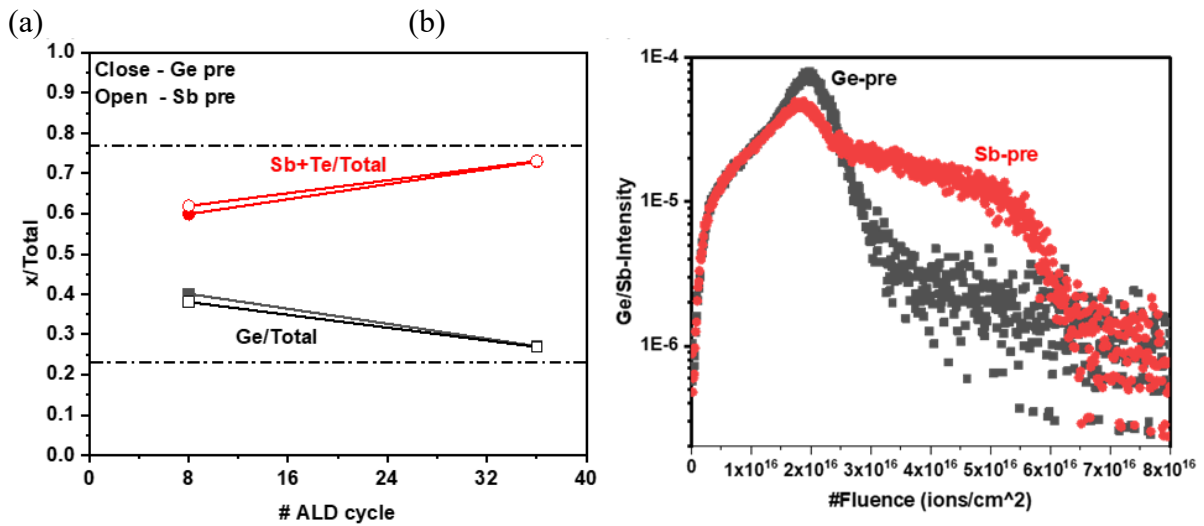 (a)
(b)
1.0
0.9
0.8
0.7
0.6
0.5
0.4
0.3
0.2
0.1
0.0
x/Total
Close - Ge pre
Open - Sb pre
Sb+Te/Total
Ge/Total
0 8 16 24 32 40
# ALD cycle
1E-4
1E-5
1E-6
Ge/Sb-Intensity
Ge-pre
Sb-pre
0 1x10^16 2x10^16 3x10^16 4x10^16 5x10^16 6x10^16 7x10^16 8x10^16
#Fluence (ions/cm^2)